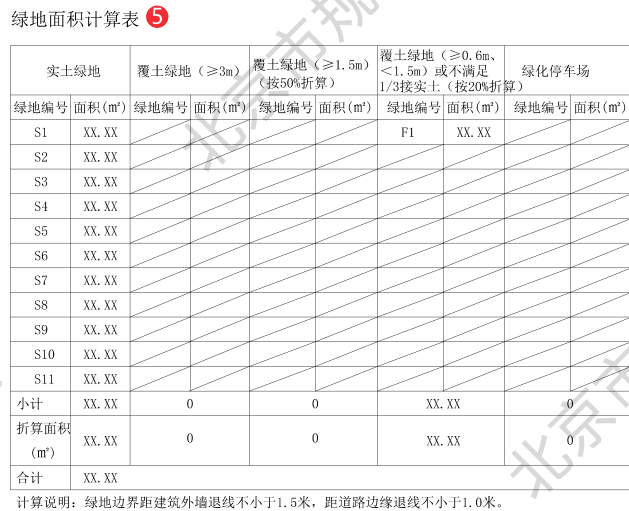 绿地面积计算表 5
实土绿地 覆土绿地（≥3m） 覆土绿地（≥1.5m）（按50%折算） 覆土绿地（≥0.6m、＜1.5m）或不满足1/3接实土（按20%折算） 绿化停车场
绿地编号 面积(㎡) 绿地编号 面积(㎡) 绿地编号 面积(㎡) 绿地编号 面积(㎡) 绿地编号 面积(㎡)
S1 XX.XX F1 XX.XX
S2 XX.XX
S3 XX.XX
S4 XX.XX
S5 XX.XX
S6 XX.XX
S7 XX.XX
S8 XX.XX
S9 XX.XX
S10 XX.XX
S11 XX.XX
小计 XX.XX 0 0 XX.XX 0
折算面积(㎡) XX.XX 0 0 XX.XX 0
合计 XX.XX
计算说明：绿地边界距建筑外墙退线不小于1.5米，距道路边缘退线不小于1.0米。
北京市规
北京市